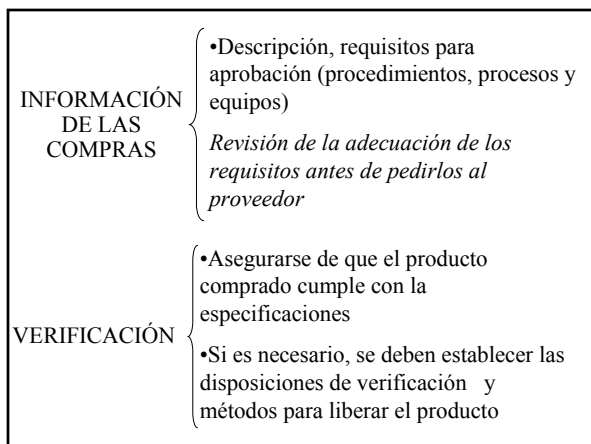 INFORMACIÓN
DE LAS
COMPRAS
•Descripción, requisitos para
aprobación (procedimientos, procesos y
equipos)
Revisión de la adecuación de los
requisitos antes de pedirlos al
proveedor
VERIFICACIÓN
•Asegurarse de que el producto
comprado cumple con la
especificaciones
•Si es necesario, se deben establecer las
disposiciones de verificación y
métodos para liberar el producto